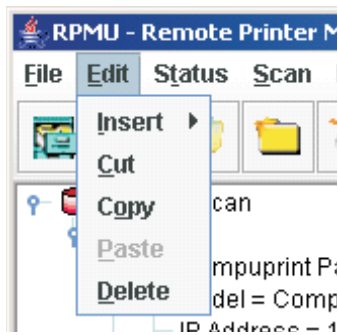 RPMU - Remote Printer M
File Edit Status Scan
Insert
Cut
Copy
can
Paste
mpuprint Pa
Delete
del = Comp
IP Address = 1